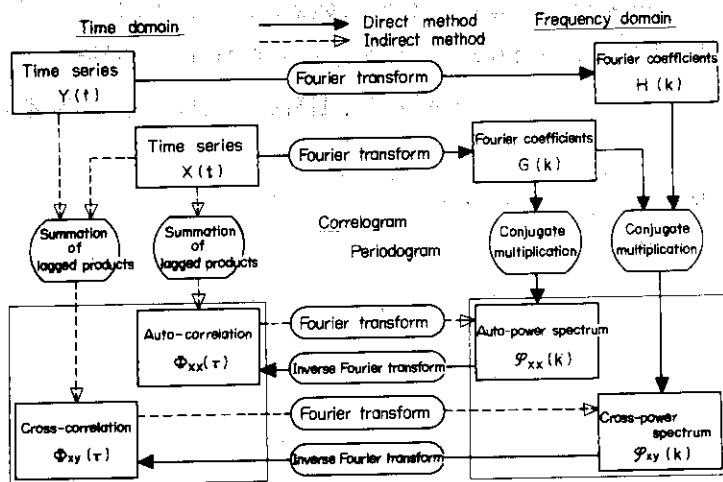 Time domain
Direct method
Indirect method
Frequency domain
Time series
Y(t)
Fourier transform
Fourier coefficients
H(k)
Time series
X(t)
Fourier transform
Fourier coefficients
G(k)
Summation
of
lagged products
Summation
of
lagged products
Correlogram
Periodogram
Conjugate
multiplication
Conjugate
multiplication
Auto-correlation
Φxx(τ)
Fourier transform
Inverse Fourier transform
Auto-power spectrum
𝒫xx(k)
Cross-correlation
Φxy(τ)
Fourier transform
Inverse Fourier transform
Cross-power
spectrum
𝒫xy(k)